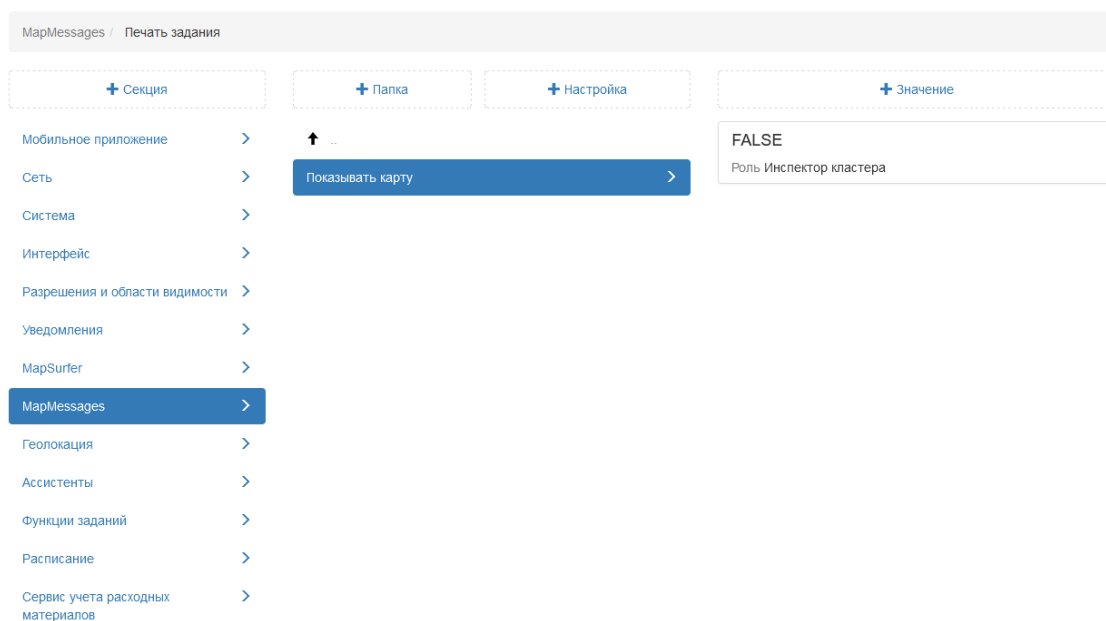 MapMessages / Печать задания
+ Секция
+ Папка
+ Настройка
+ Значение
Мобильное приложение
Сеть
Система
Интерфейс
Разрешения и области видимости
Уведомления
MapSurfer
MapMessages
Геолокация
Ассистенты
Функции заданий
Расписание
Сервис учета расходных
материалов
..
Показывать карту
FALSE
Роль Инспектор кластера